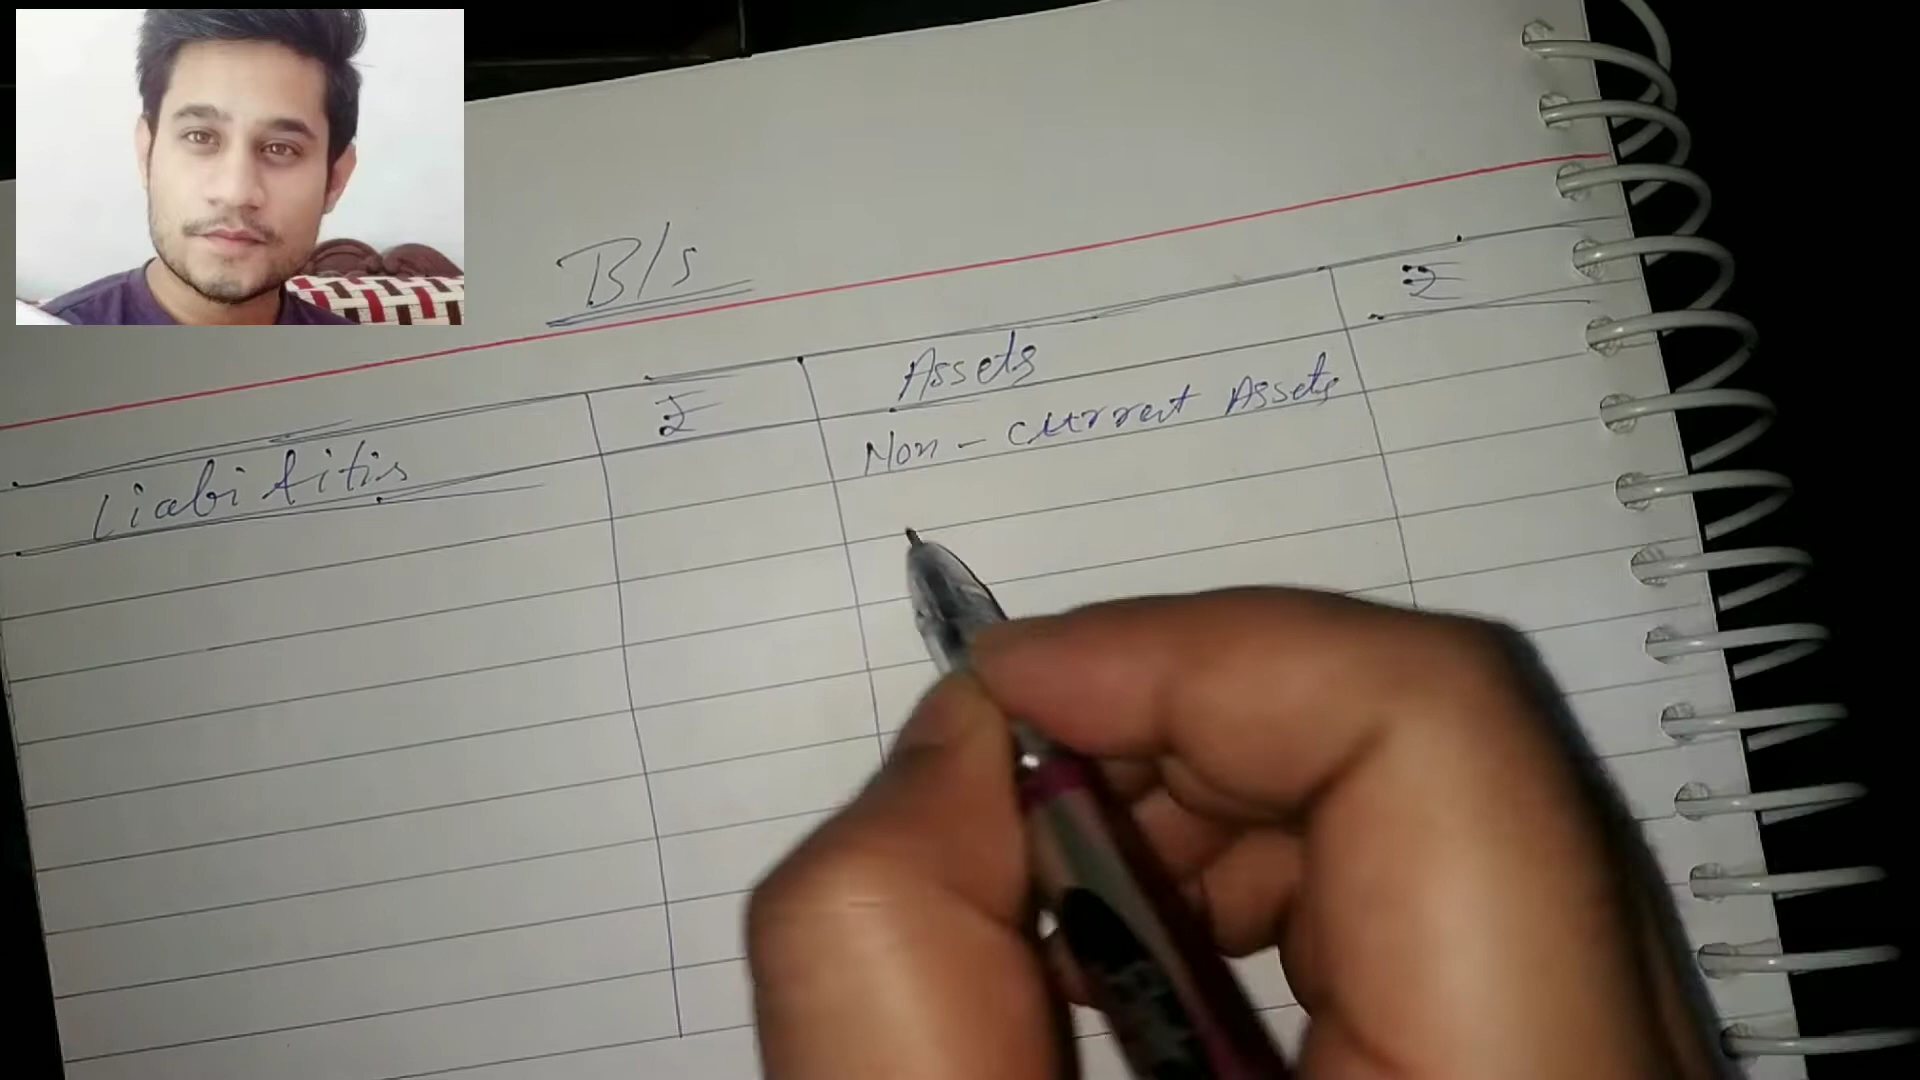 B/s
Liabilitis ₹ Assets ₹
Non - current Assets